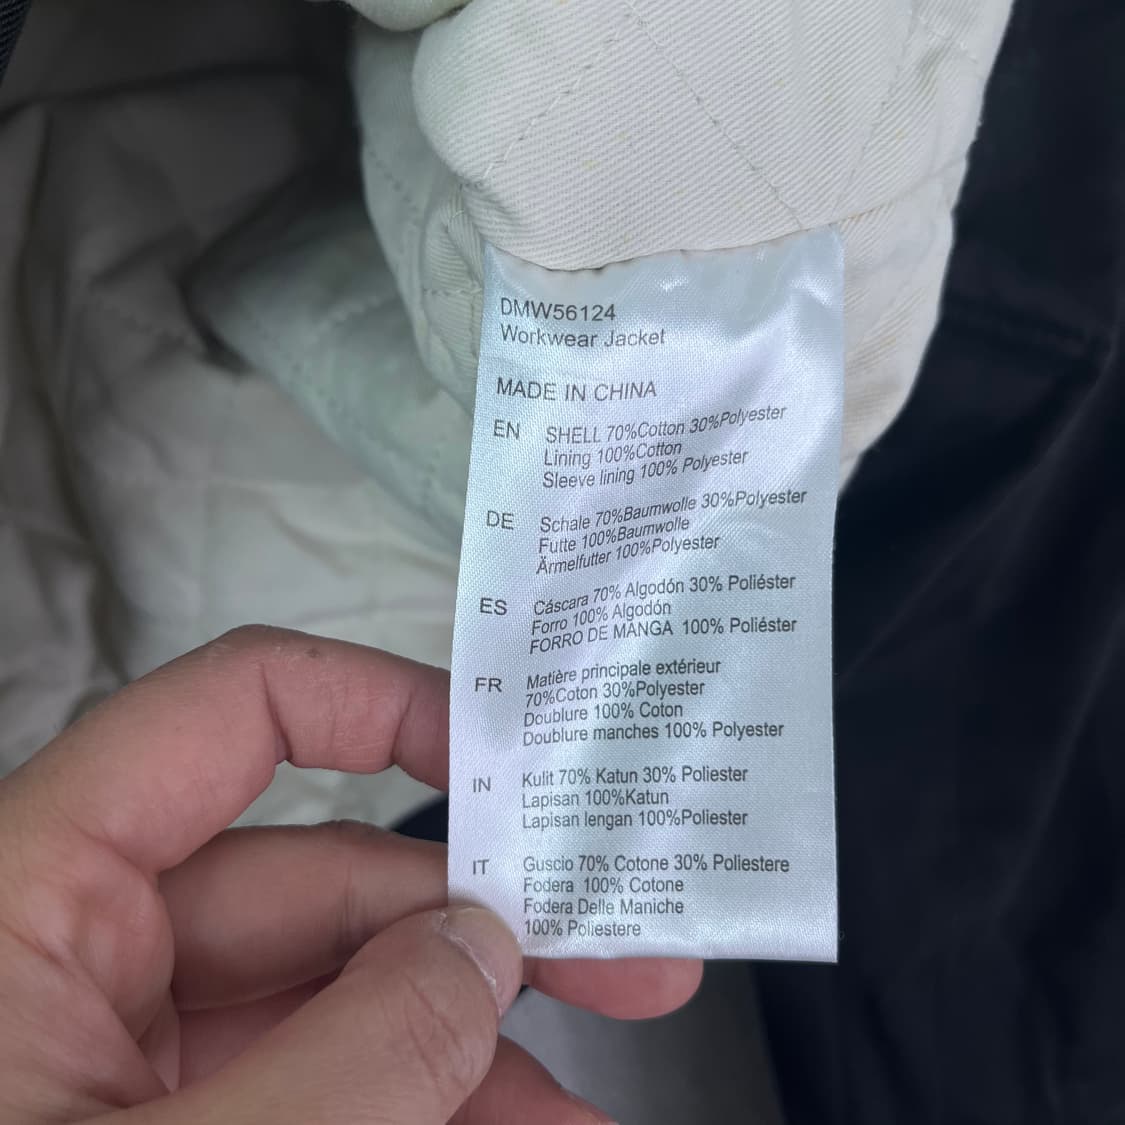 DMW56124
Workwear Jacket
MADE IN CHINA
EN SHELL 70%Cotton 30%Polyester
Lining 100%Cotton
Sleeve lining 100% Polyester
DE Schale 70%Baumwolle 30%Polyester
Futte 100%Baumwolle
Ärmelfutter 100%Polyester
ES Cáscara 70% Algodón 30% Poliéster
Forro 100% Algodón
FORRO DE MANGA 100% Poliéster
FR Matière principale extérieur
70%Coton 30%Polyester
Doublure 100% Coton
Doublure manches 100% Polyester
IN Kulit 70% Katun 30% Poliester
Lapisan 100%Katun
Lapisan lengan 100%Poliester
IT Guscio 70% Cotone 30% Poliestere
Fodera 100% Cotone
Fodera Delle Maniche
100% Poliestere